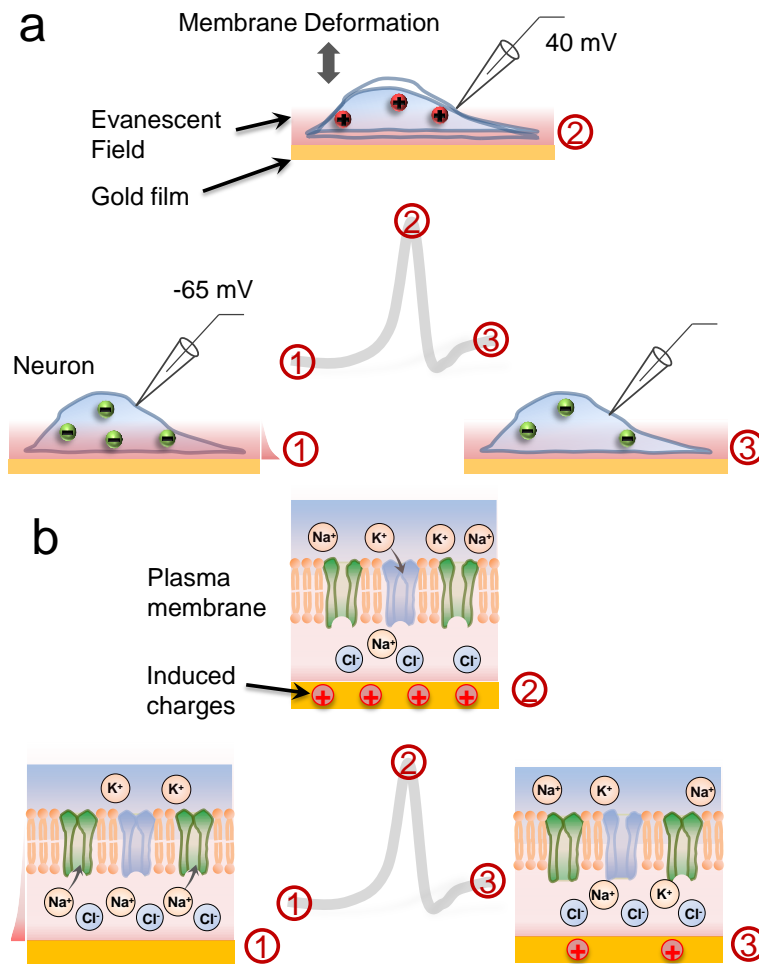 a
Membrane Deformation
40 mV
Evanescent
Field
2
Gold film
2
-65 mV
1
3
Neuron
1
3
b
Na⁺ K⁺ K⁺ Na⁺
Plasma
membrane
Na⁺
Cl⁻ Cl⁻ Cl⁻
Induced
charges
+ + + +
2
2
K⁺ K⁺
Na⁺ Na⁺ Na⁺
Cl⁻ Cl⁻ Cl⁻
1
1
3
Na⁺ K⁺ Na⁺
Na⁺ K⁺
Cl⁻ Cl⁻ Cl⁻
+ +
3